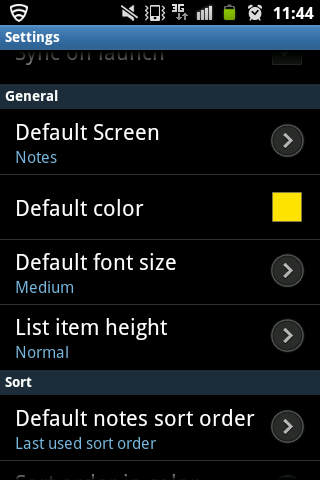 3G
11:44
Settings
Sync on launch
General
Default Screen
Notes
Default color
Default font size
Medium
List item height
Normal
Sort
Default notes sort order
Last used sort order